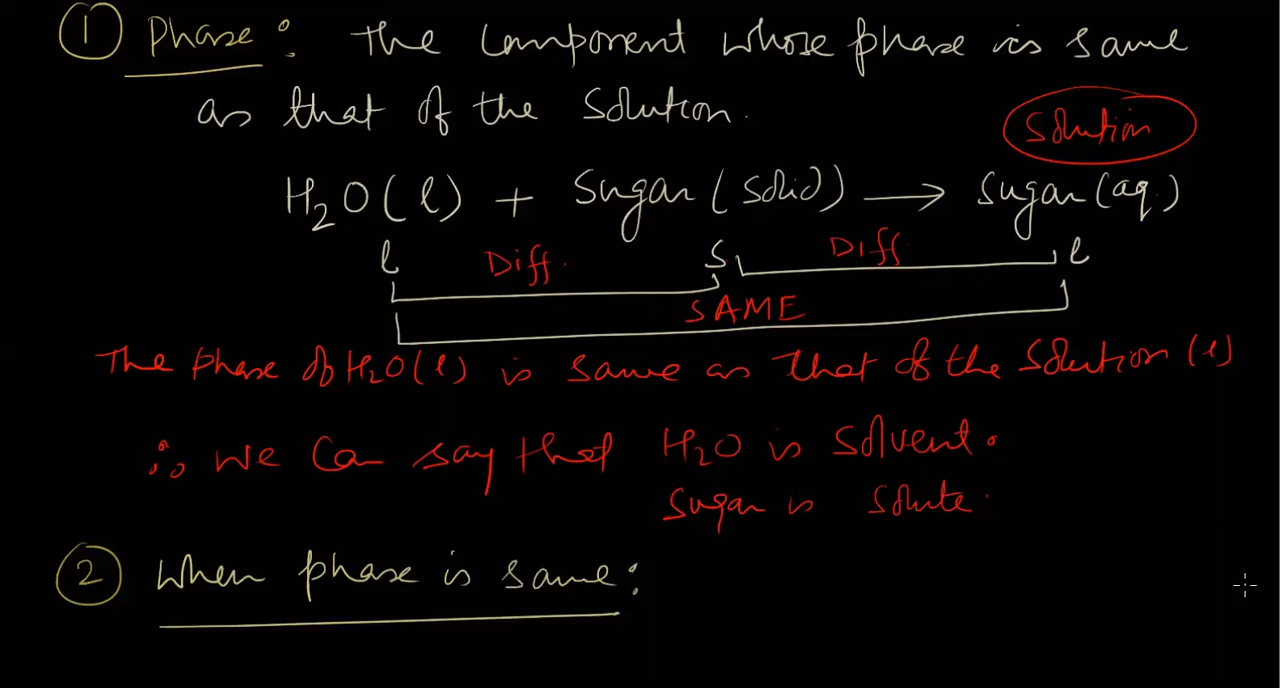 ① Phase: The Component whose phase is same
as that of the Solution.
Solution
H₂O(l) + Sugar (Solid) → Sugar(aq.)
l Diff. S Diff l
SAME
The Phase of H₂O(l) is same as that of the Solution (l)
∴ We Can say that H₂O is Solvent.
Sugar is Solute.
② When phase is same: